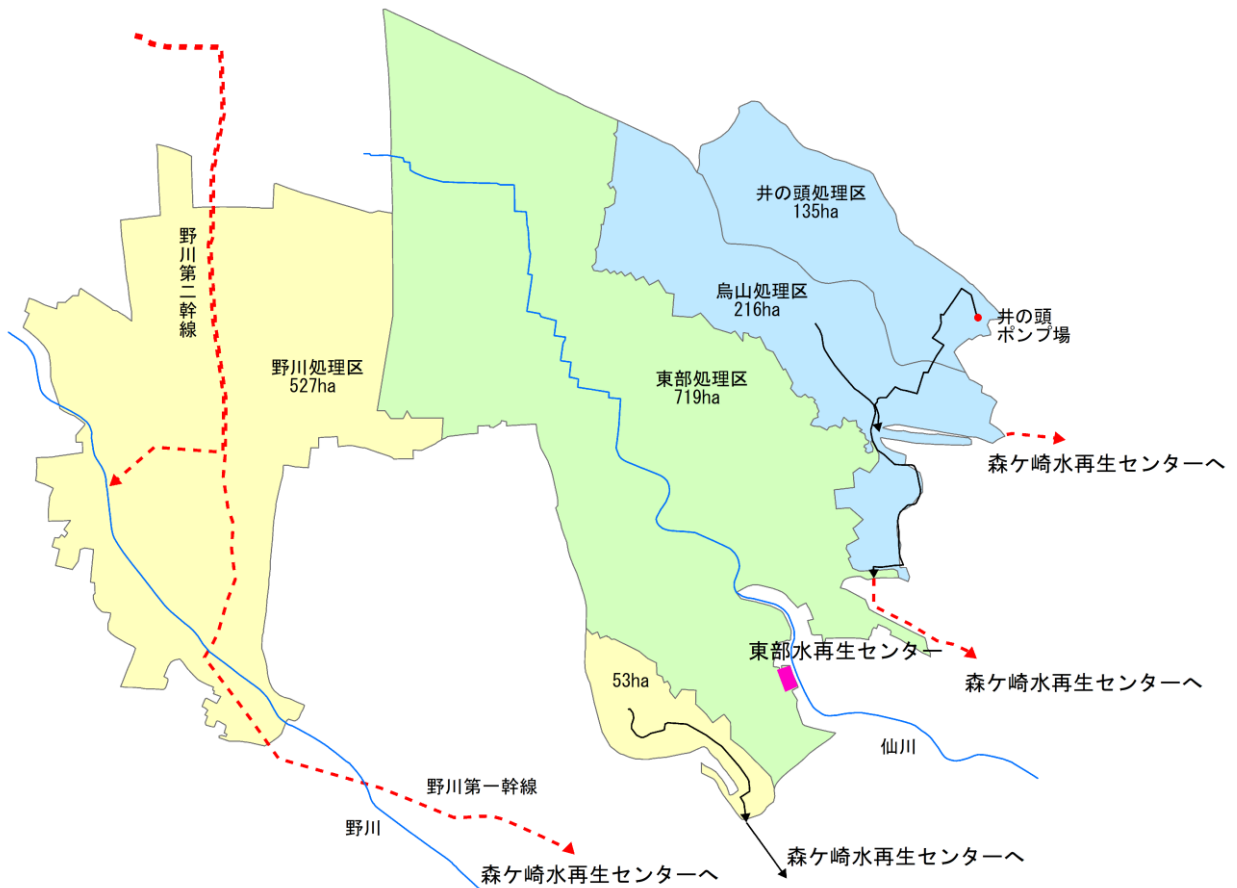 井の頭処理区
135ha
野川第二幹線
烏山処理区
216ha
井の頭
ポンプ場
野川処理区
527ha
東部処理区
719ha
森ケ崎水再生センターへ
東部水再生センター
53ha
森ケ崎水再生センターへ
仙川
野川第一幹線
野川
森ケ崎水再生センターへ
森ケ崎水再生センターへ